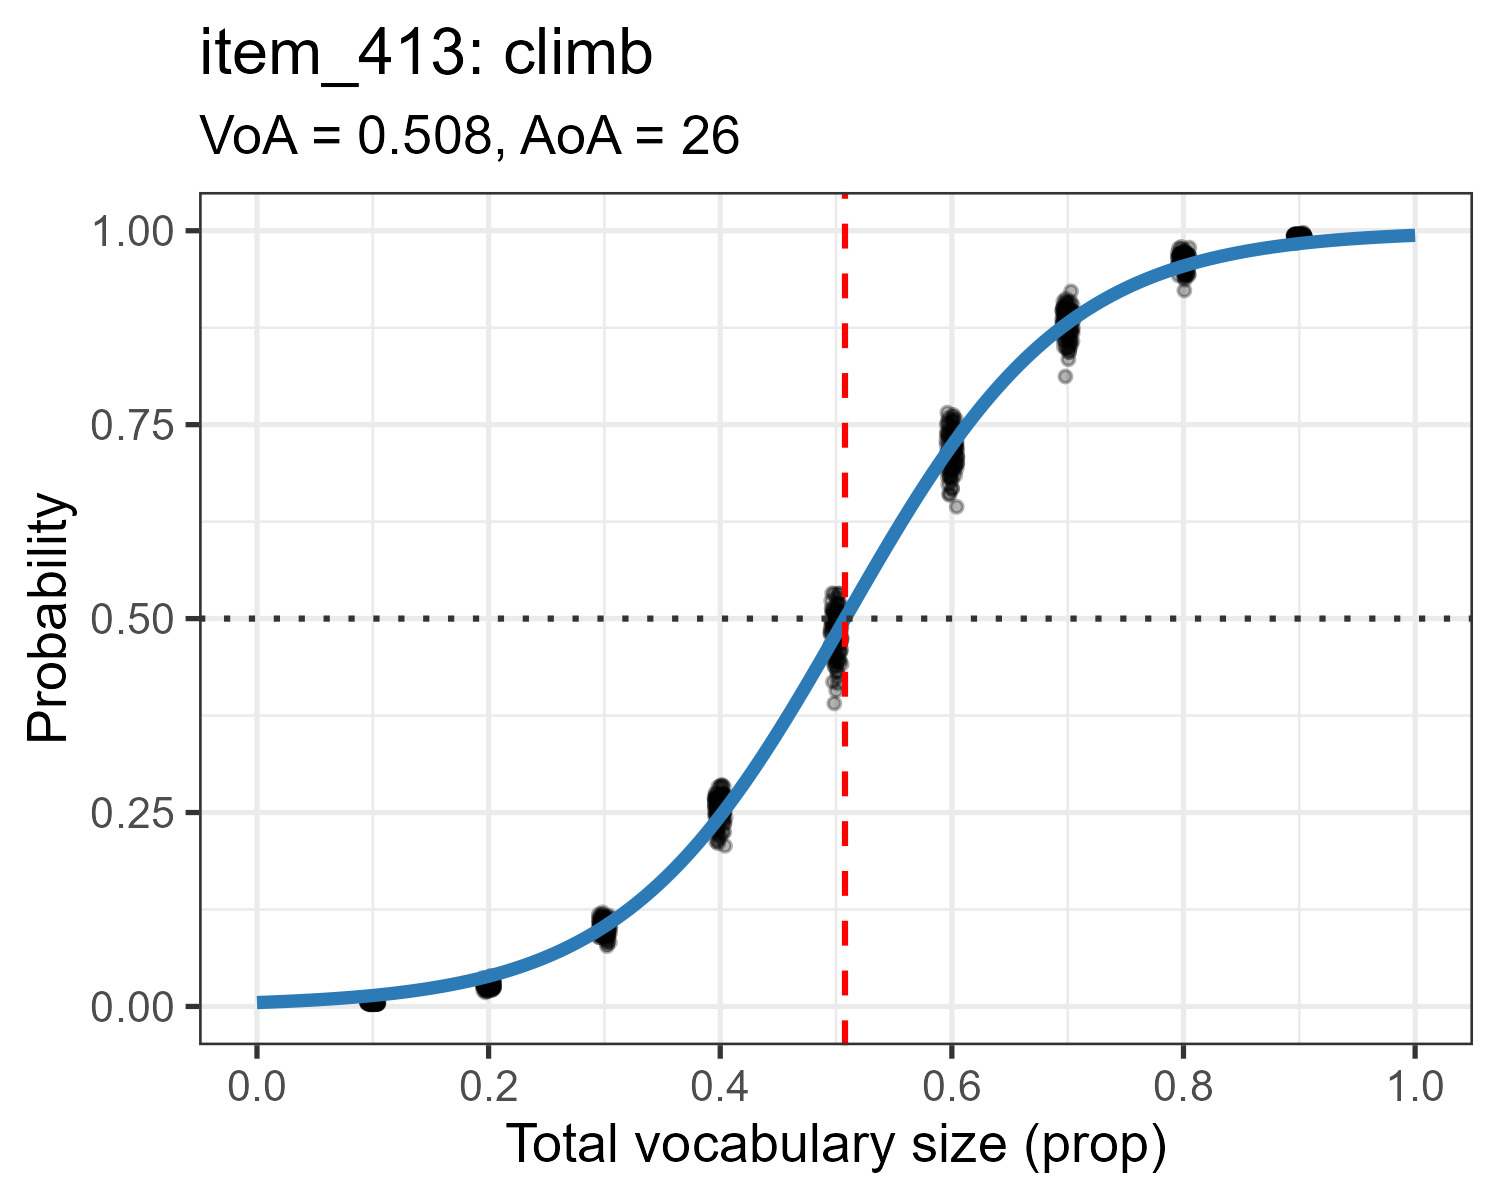 item_413: climb
VoA = 0.508, AoA = 26
1.00
0.75
0.50
0.25
0.00
Probability
0.0 0.2 0.4 0.6 0.8 1.0
Total vocabulary size (prop)